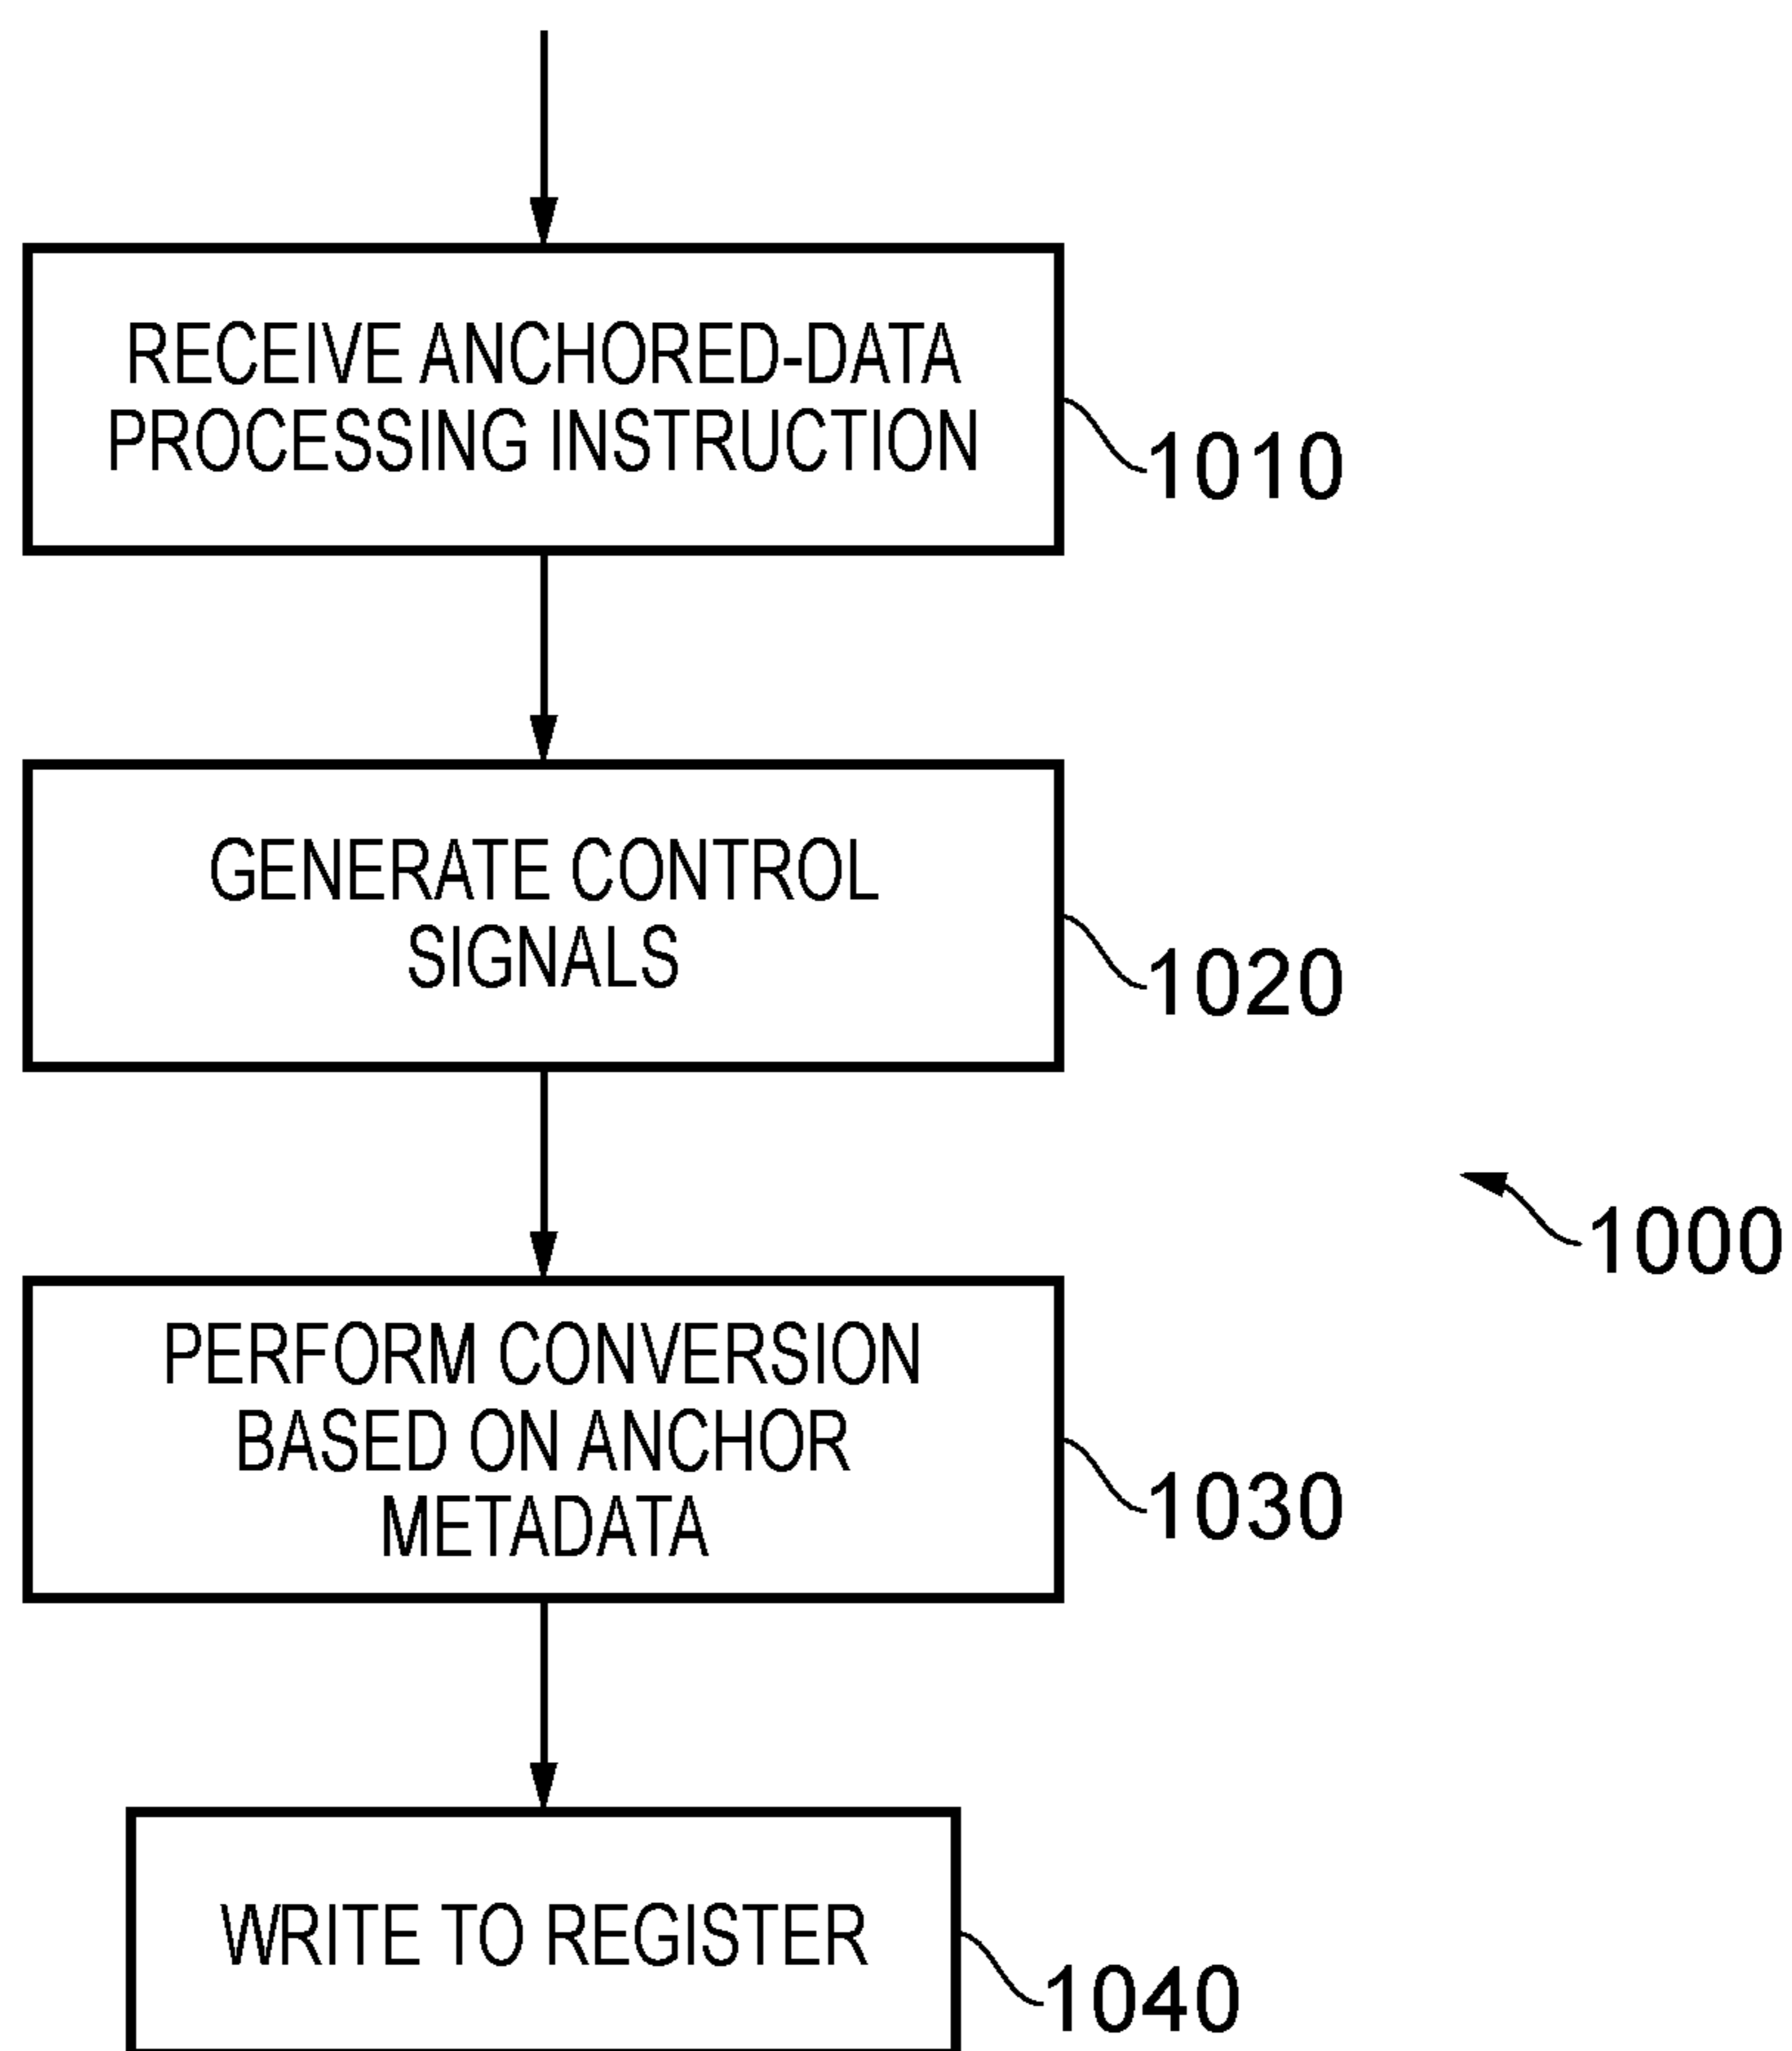 RECEIVE ANCHORED-DATA
PROCESSING INSTRUCTION
1010
GENERATE CONTROL
SIGNALS
1020
1000
PERFORM CONVERSION
BASED ON ANCHOR
METADATA
1030
WRITE TO REGISTER
1040